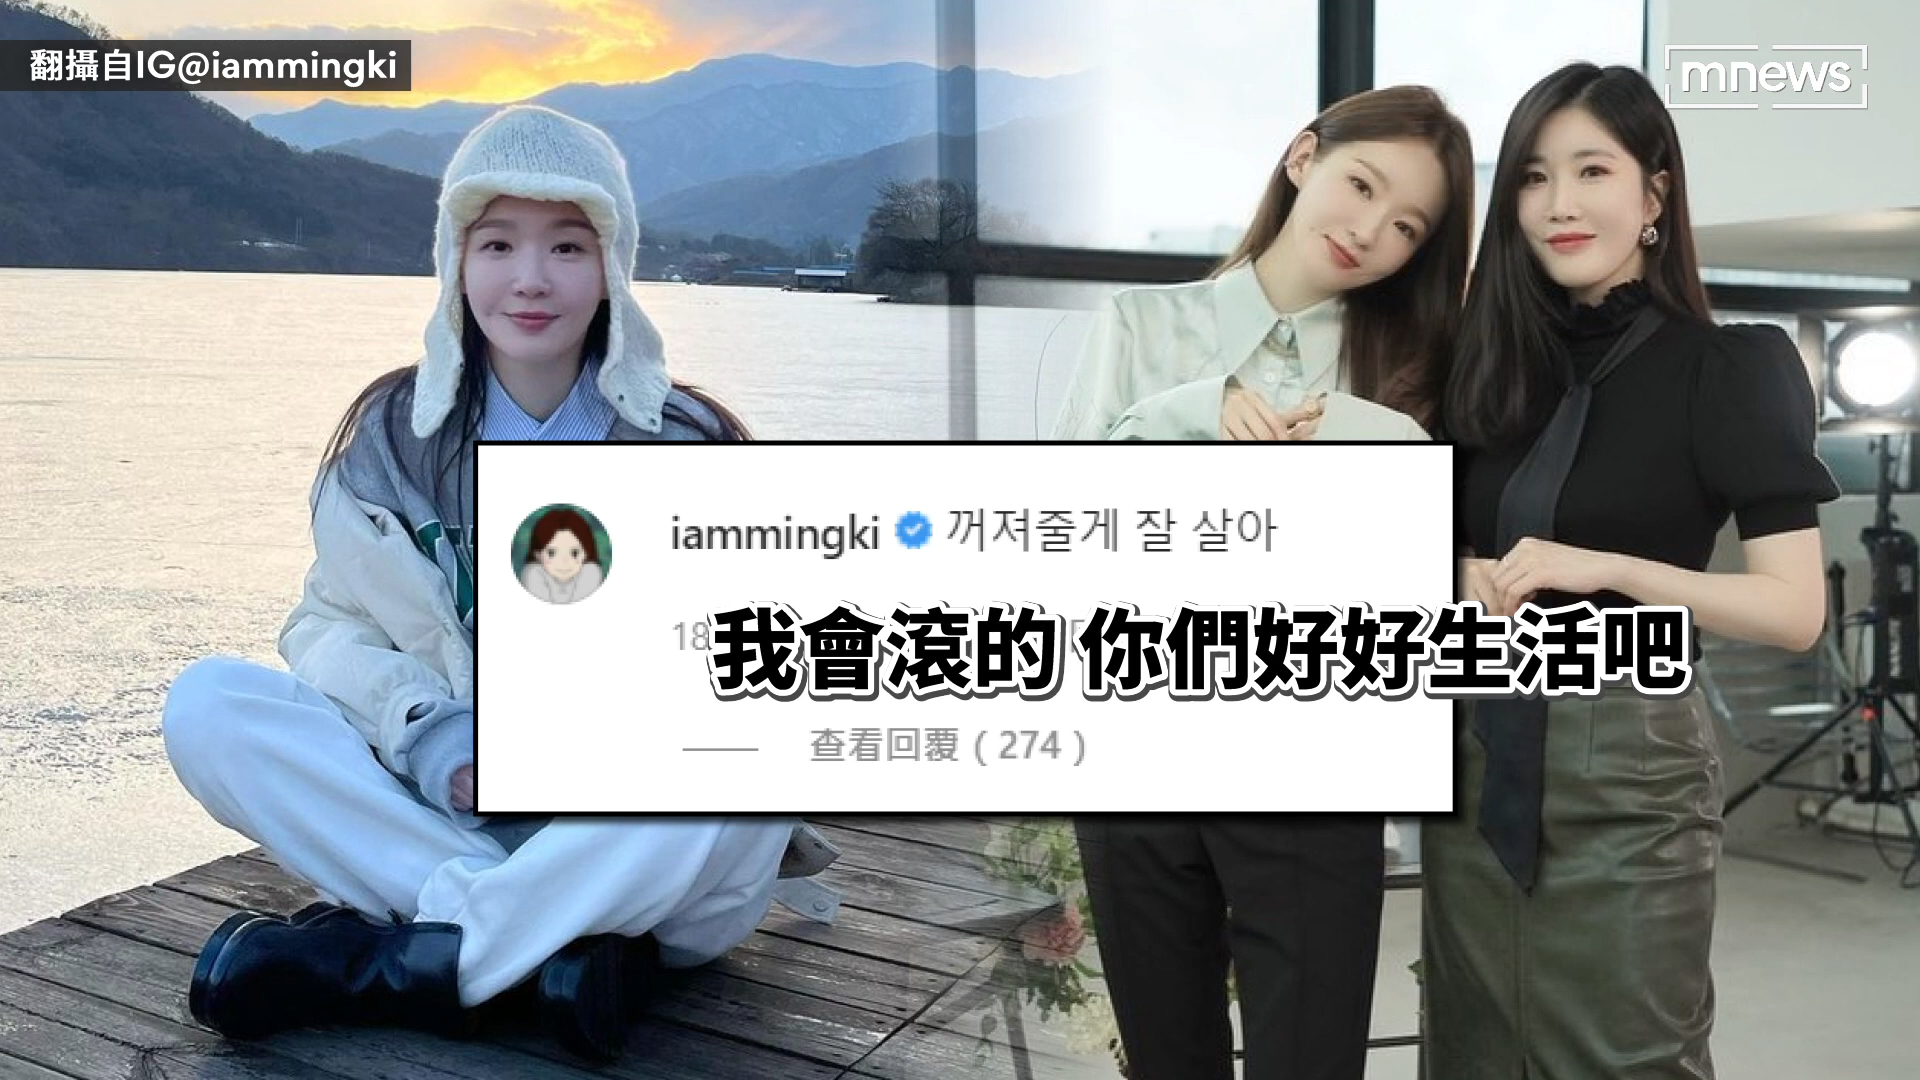 翻攝自IG@iammingki
mnews
iammingki 꺼져줄게 잘 살아
18
我會滾的 你們好好生活吧
查看回覆（274）